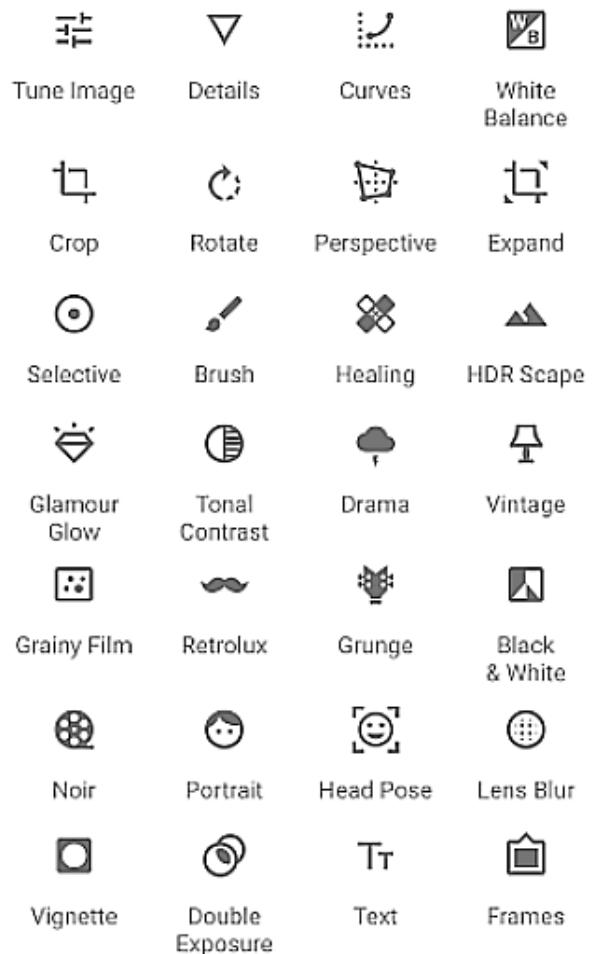 Tune Image Details Curves White
Balance
Crop Rotate Perspective Expand
Selective Brush Healing HDR Scape
Glamour Tonal Drama Vintage
Glow Contrast
Grainy Film Retrolux Grunge Black
& White
Noir Portrait Head Pose Lens Blur
Vignette Double Text Frames
Exposure